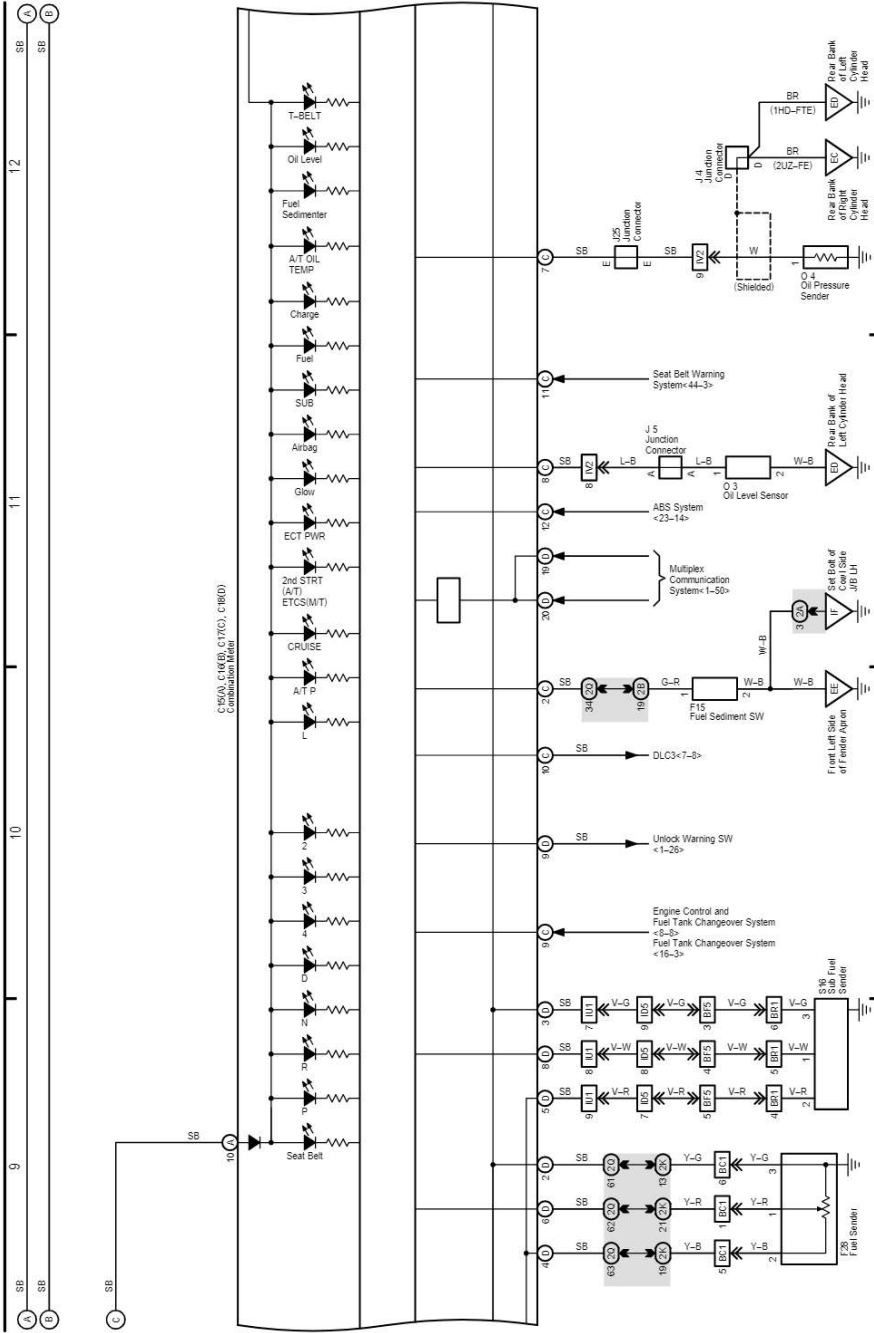 A
SB
SB
A
B
SB
SB
B
C
SB
9
10
11
12
C15(A), C16(B), C17(C), C18(D)
Combination Meter
10
A
Seat Belt
P
R
N
D
4
3
2
L
A/T P
CRUISE
2nd STRT
(A/T)
ETCS(M/T)
ECT PWR
Glow
Airbag
SUB
Fuel
Charge
A/T OIL
TEMP
Fuel
Sedimenter
Oil Level
T–BELT
4 D
6 D
2 D
5 D
8 D
3 D
9 C
9 D
10 C
2 C
20 D
19 D
12 C
8 C
11 C
7 C
SB
SB
SB
63 2Q
62 2Q
61 2Q
19 2K
21 2K
13 2K
Y–B
Y–R
Y–G
5 BC1
1 BC1
6 BC1
Y–B
Y–R
Y–G
2
1
3
F28
Fuel Sender
SB
SB
SB
9 IU1
8 IU1
7 IU1
V–R
V–W
V–G
7 ID5
8 ID5
9 ID5
V–R
V–W
V–G
5 BF5
4 BF5
3 BF5
V–R
V–W
V–G
4 BR1
5 BR1
6 BR1
V–R
V–W
V–G
2
1
3
S16
Sub Fuel
Sender
Engine Control and
Fuel Tank Changeover System
<8–8>
Fuel Tank Changeover System
<16–3>
SB
Unlock Warning SW
<1–26>
SB
DLC3<7–8>
SB
34 2Q
19 2B
G–R
1
F15
Fuel Sediment SW
2
W–B
W–B
W–B
EE
Front Left Side
of Fender Apron
3 2A
IF
Set Bolt of
Cowl Side
J/B LH
Multiplex
Communication
System<1–50>
ABS System
<23–14>
SB
8 IV2
L–B
J 5
Junction
Connector
A
A
L–B
1
O 3
Oil Level Sensor
2
W–B
ED
Rear Bank of
Left Cylinder Head
Seat Belt Warning
System<44–3>
SB
E
J25
Junction
Connector
E
SB
9 IV2
W
(Shielded)
1
O 4
Oil Pressure
Sender
J 4
Junction
Connector
D
D
BR
(2UZ–FE)
EC
Rear Bank
of Right
Cylinder
Head
BR
(1HD–FTE)
ED
Rear Bank
of Left
Cylinder
Head